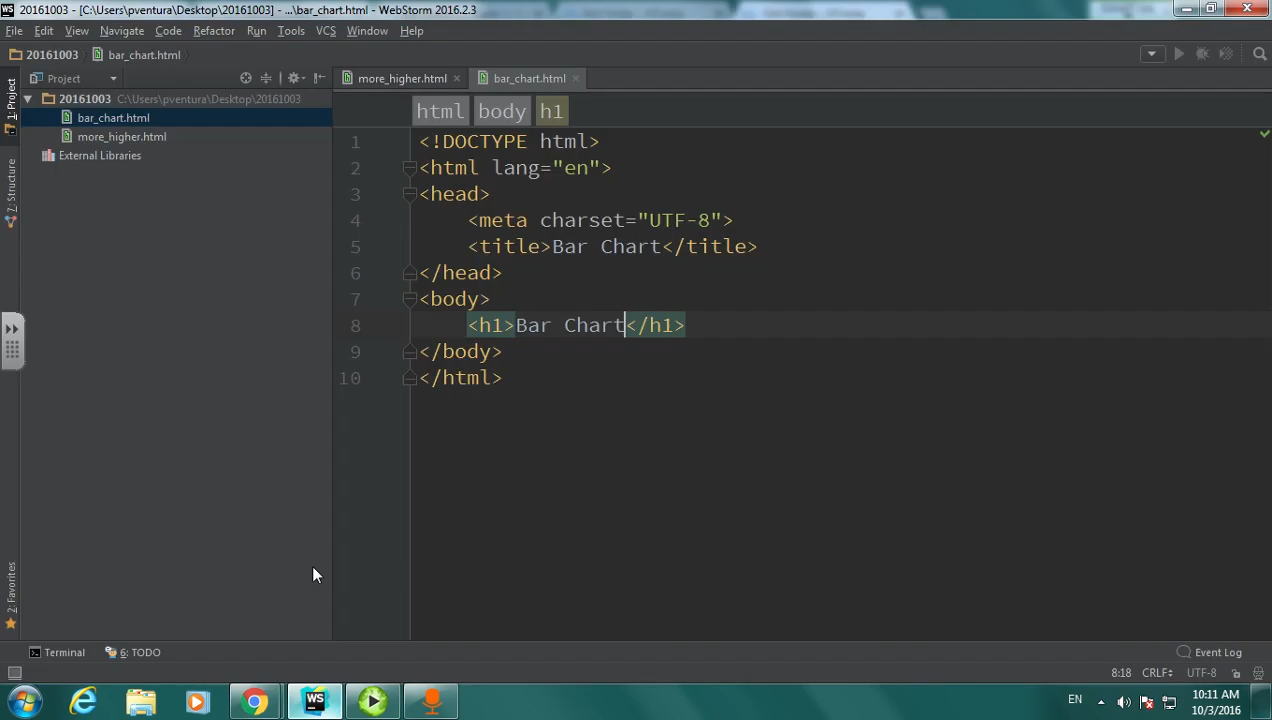 20161003 - [C:\Users\pventura\Desktop\20161003] - ...\bar_chart.html - WebStorm 2016.2.3
File Edit View Navigate Code Refactor Run Tools VCS Window Help
20161003 bar_chart.html
Project
more_higher.html
bar_chart.html
20161003 C:\Users\pventura\Desktop\20161003
bar_chart.html
more_higher.html
External Libraries
1: Project
7: Structure
2: Favorites
html body h1
1 <!DOCTYPE html>
2 <html lang="en">
3 <head>
4 <meta charset="UTF-8">
5 <title>Bar Chart</title>
6 </head>
7 <body>
8 <h1>Bar Chart</h1>
9 </body>
10 </html>
Terminal 6: TODO Event Log
8:18 CRLF UTF-8
WS
EN
10:11 AM
10/3/2016